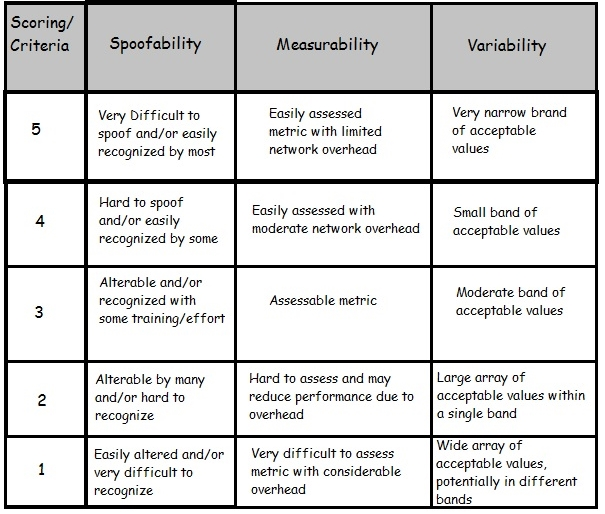 Scoring/
Criteria
Spoofability
Measurability
Variability
5
Very Difficult to
spoof and/or easily
recognized by most
Easily assessed
metric with limited
network overhead
Very narrow brand
of acceptable
values
4
Hard to spoof
and/or easily
recognized by some
Easily assessed with
moderate network overhead
Small band of
acceptable values
3
Alterable and/or
recognized with
some training/effort
Assessable metric
Moderate band of
acceptable values
2
Alterable by many
and/or hard to
recognize
Hard to assess and may
reduce performance due to
overhead
Large array of
acceptable values within
a single band
1
Easily altered and/or
very difficult to
recognize
Very difficult to assess
metric with considerable
overhead
Wide array of
acceptable values,
potentially in different
bands